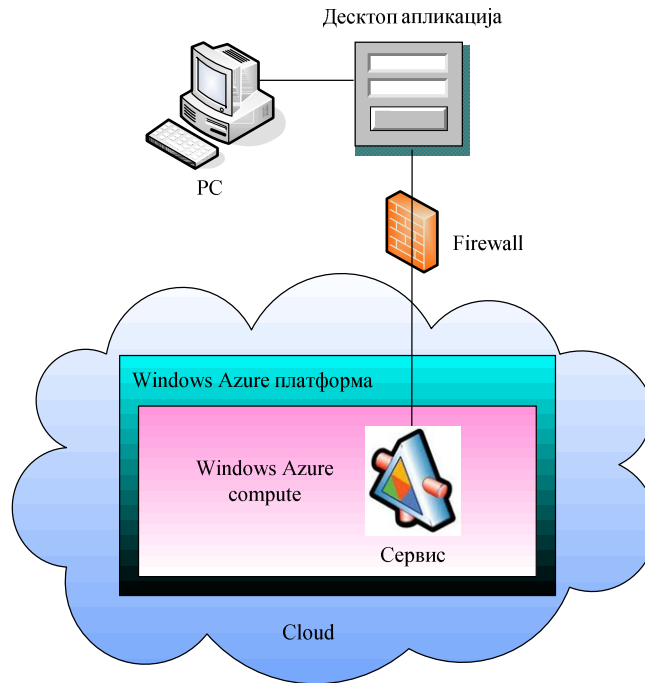 Десктоп апликација
PC
Firewall
Windows Azure платформа
Windows Azure
compute
Сервис
Cloud